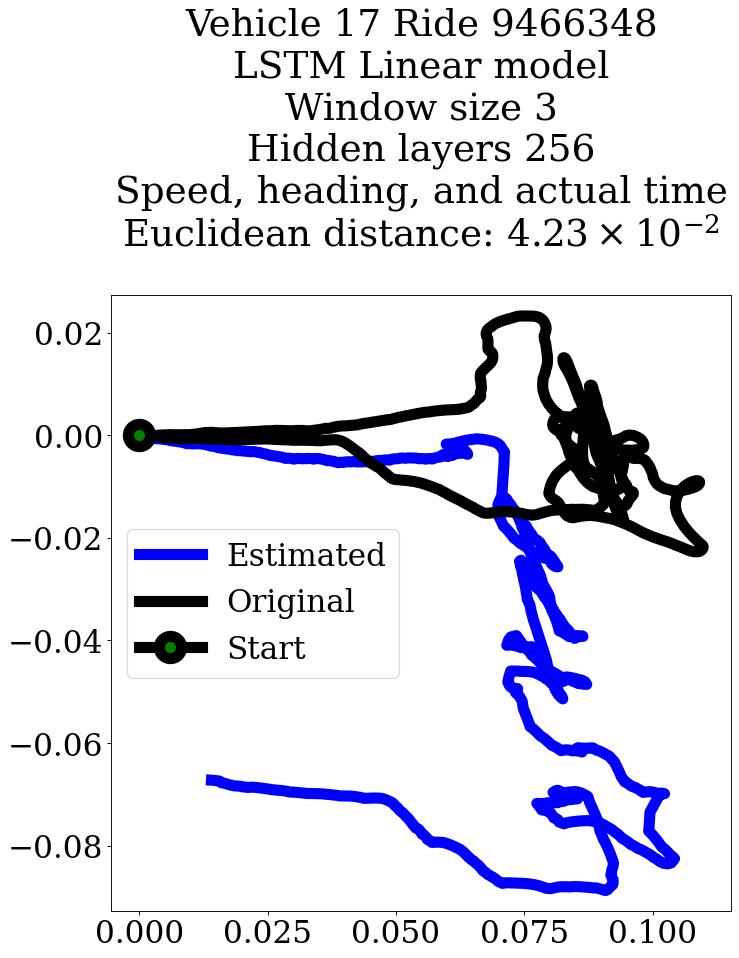 Vehicle 17 Ride 9466348
LSTM Linear model
Window size 3
Hidden layers 256
Speed, heading, and actual time
Euclidean distance: 4.23 × 10⁻²
0.02
0.00
−0.02
−0.04
−0.06
−0.08
Estimated
Original
Start
0.000 0.025 0.050 0.075 0.100